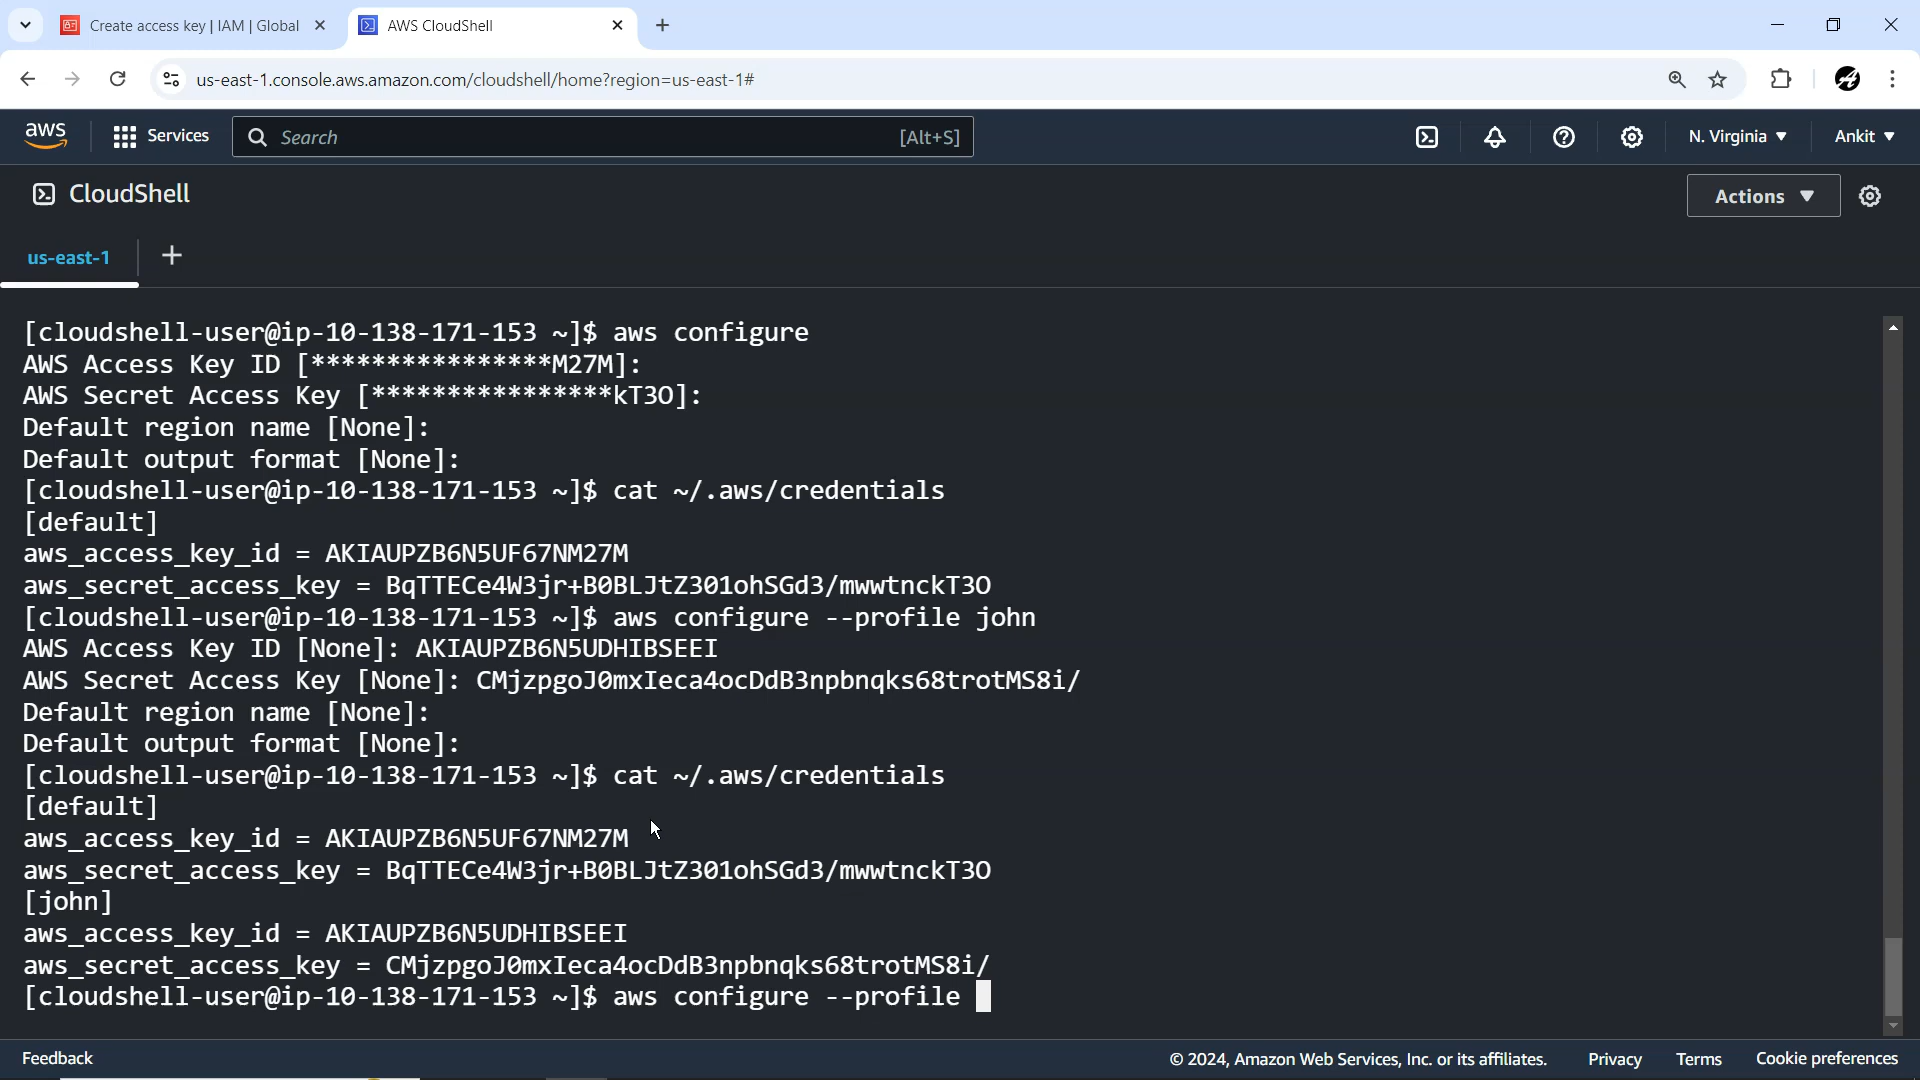 Create access key | IAM | Global
AWS CloudShell
us-east-1.console.aws.amazon.com/cloudshell/home?region=us-east-1#
aws
Services
Search
[Alt+S]
N. Virginia
Ankit
CloudShell
Actions
us-east-1
[cloudshell-user@ip-10-138-171-153 ~]$ aws configure
AWS Access Key ID [****************M27M]:
AWS Secret Access Key [****************kT3O]:
Default region name [None]:
Default output format [None]:
[cloudshell-user@ip-10-138-171-153 ~]$ cat ~/.aws/credentials
[default]
aws_access_key_id = AKIAUPZB6N5UF67NM27M
aws_secret_access_key = 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
[cloudshell-user@ip-10-138-171-153 ~]$ aws configure --profile john
AWS Access Key ID [None]: AKIAUPZB6N5UDHIBSEEI
AWS Secret Access Key [None]: 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
Default region name [None]:
Default output format [None]:
[cloudshell-user@ip-10-138-171-153 ~]$ cat ~/.aws/credentials
[default]
aws_access_key_id = AKIAUPZB6N5UF67NM27M
aws_secret_access_key = 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
[john]
aws_access_key_id = AKIAUPZB6N5UDHIBSEEI
aws_secret_access_key = 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
[cloudshell-user@ip-10-138-171-153 ~]$ aws configure --profile
Feedback
© 2024, Amazon Web Services, Inc. or its affiliates.
Privacy
Terms
Cookie preferences